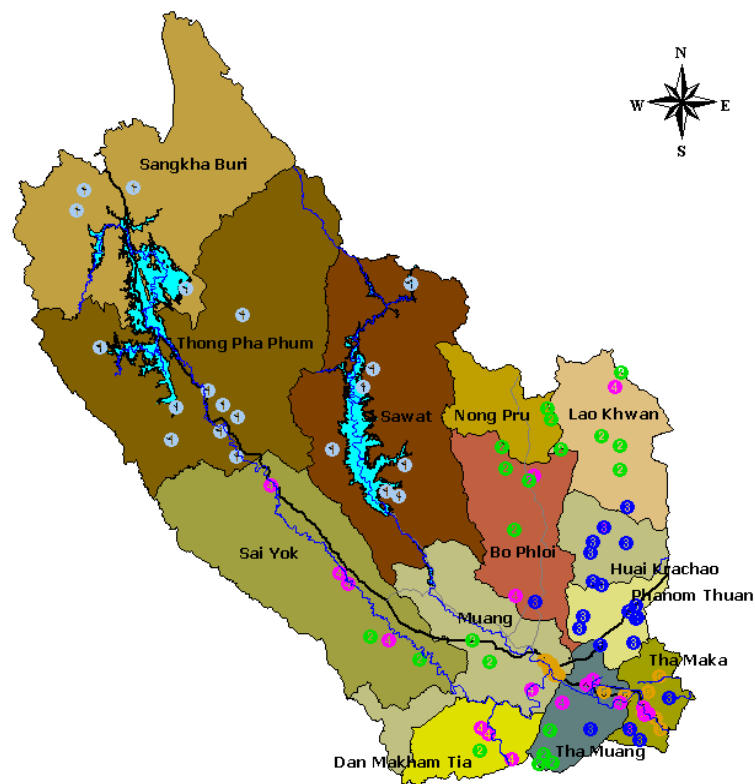 N
W E
S
Sangkha Buri
Thong Pha Phum
Sawat
Nong Pru
Lao Khwan
Sai Yok
Bo Phloi
Huai Krachao
Phanom Thuan
Muang
Tha Maka
Dan Makham Tia
Tha Muang